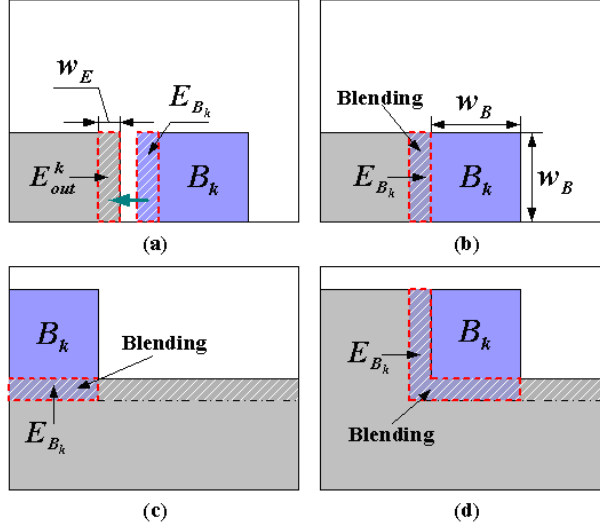 w_E
E_{B_k}
E^k_{out}
B_k
(a)
Blending
w_B
E_{B_k}
B_k
w_B
(b)
B_k
Blending
E_{B_k}
(c)
E_{B_k}
B_k
Blending
(d)